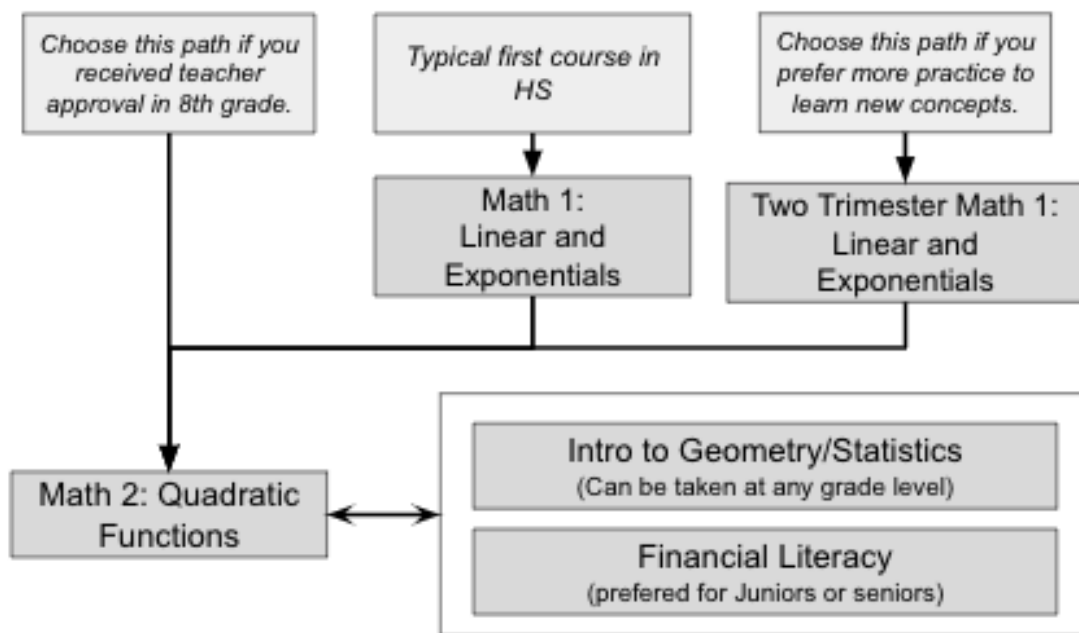 Choose this path if you
received teacher
approval in 8th grade.
Typical first course in
HS
Choose this path if you
prefer more practice to
learn new concepts.
Math 1:
Linear and
Exponentials
Two Trimester Math 1:
Linear and
Exponentials
Math 2: Quadratic
Functions
Intro to Geometry/Statistics
(Can be taken at any grade level)
Financial Literacy
(prefered for Juniors or seniors)